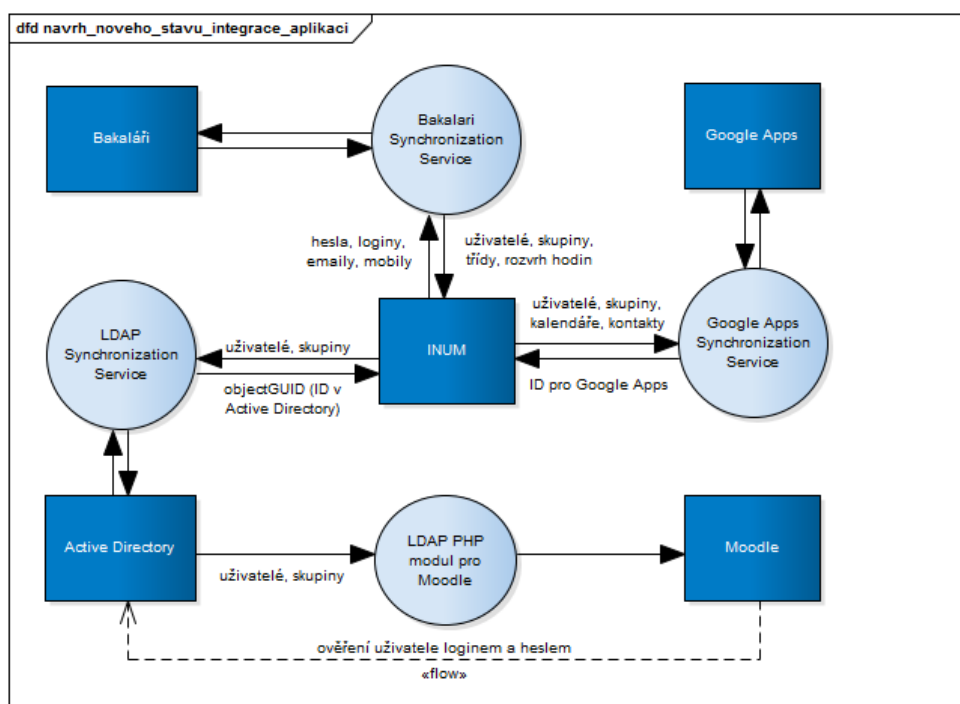 dfd navrh_noveho_stavu_integrace_aplikaci
Bakaláři
Bakalari
Synchronization
Service
Google Apps
hesla, loginy,
emaily, mobily
uživatelé, skupiny,
třídy, rozvrh hodin
LDAP
Synchronization
Service
uživatelé, skupiny
objectGUID (ID v
Active Directory)
INUM
uživatelé, skupiny,
kalendáře, kontakty
ID pro Google Apps
Google Apps
Synchronization
Service
Active Directory
uživatelé, skupiny
LDAP PHP
modul pro
Moodle
Moodle
ověření uživatele loginem a heslem
«flow»